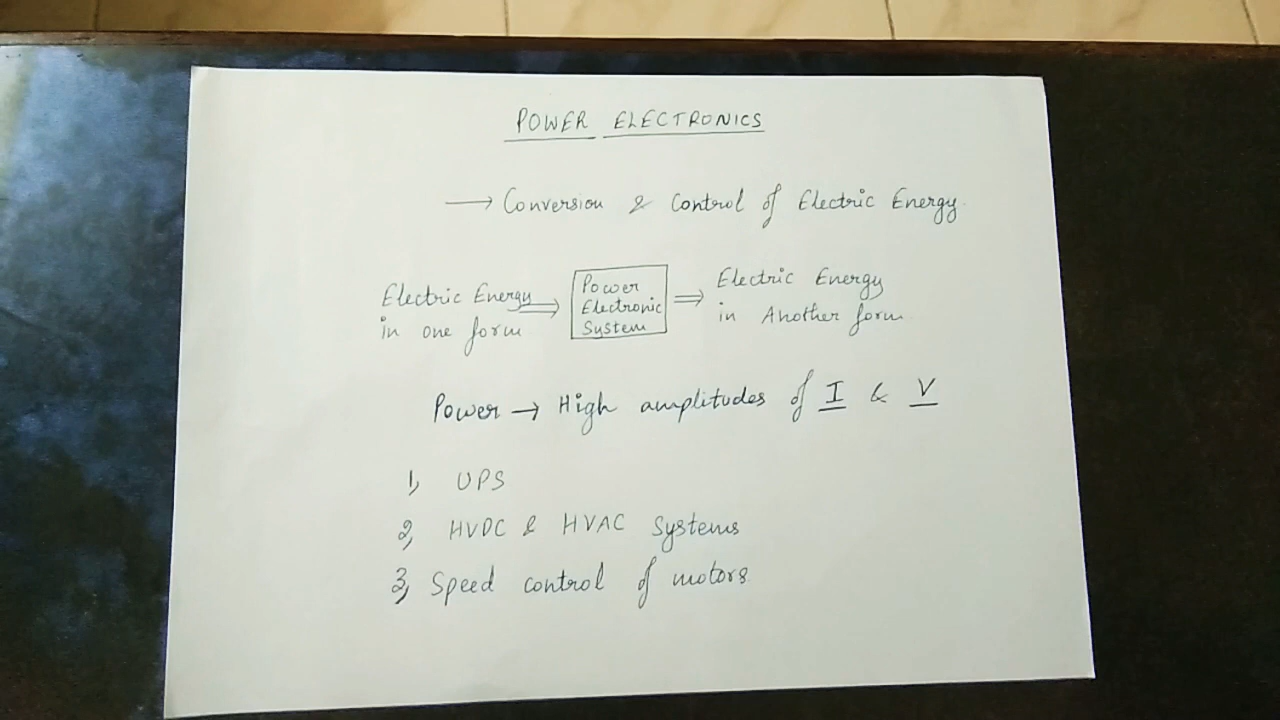 POWER ELECTRONICS
→ Conversion & Control of Electric Energy.
Electric Energy
in one form
⇒
Power
Electronic
System
⇒
Electric Energy
in Another form.
Power → High amplitudes of I & V
1, UPS
2, HVDC & HVAC Systems
3, Speed control of motors